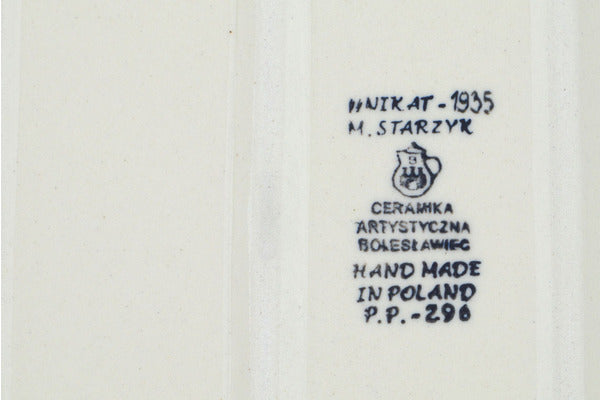 UNIKAT - 1935
M. STARZYK
B
CERAMIKA
ARTYSTYCZNA
BOLESŁAWIEC
HAND MADE
IN POLAND
P.P. - 296